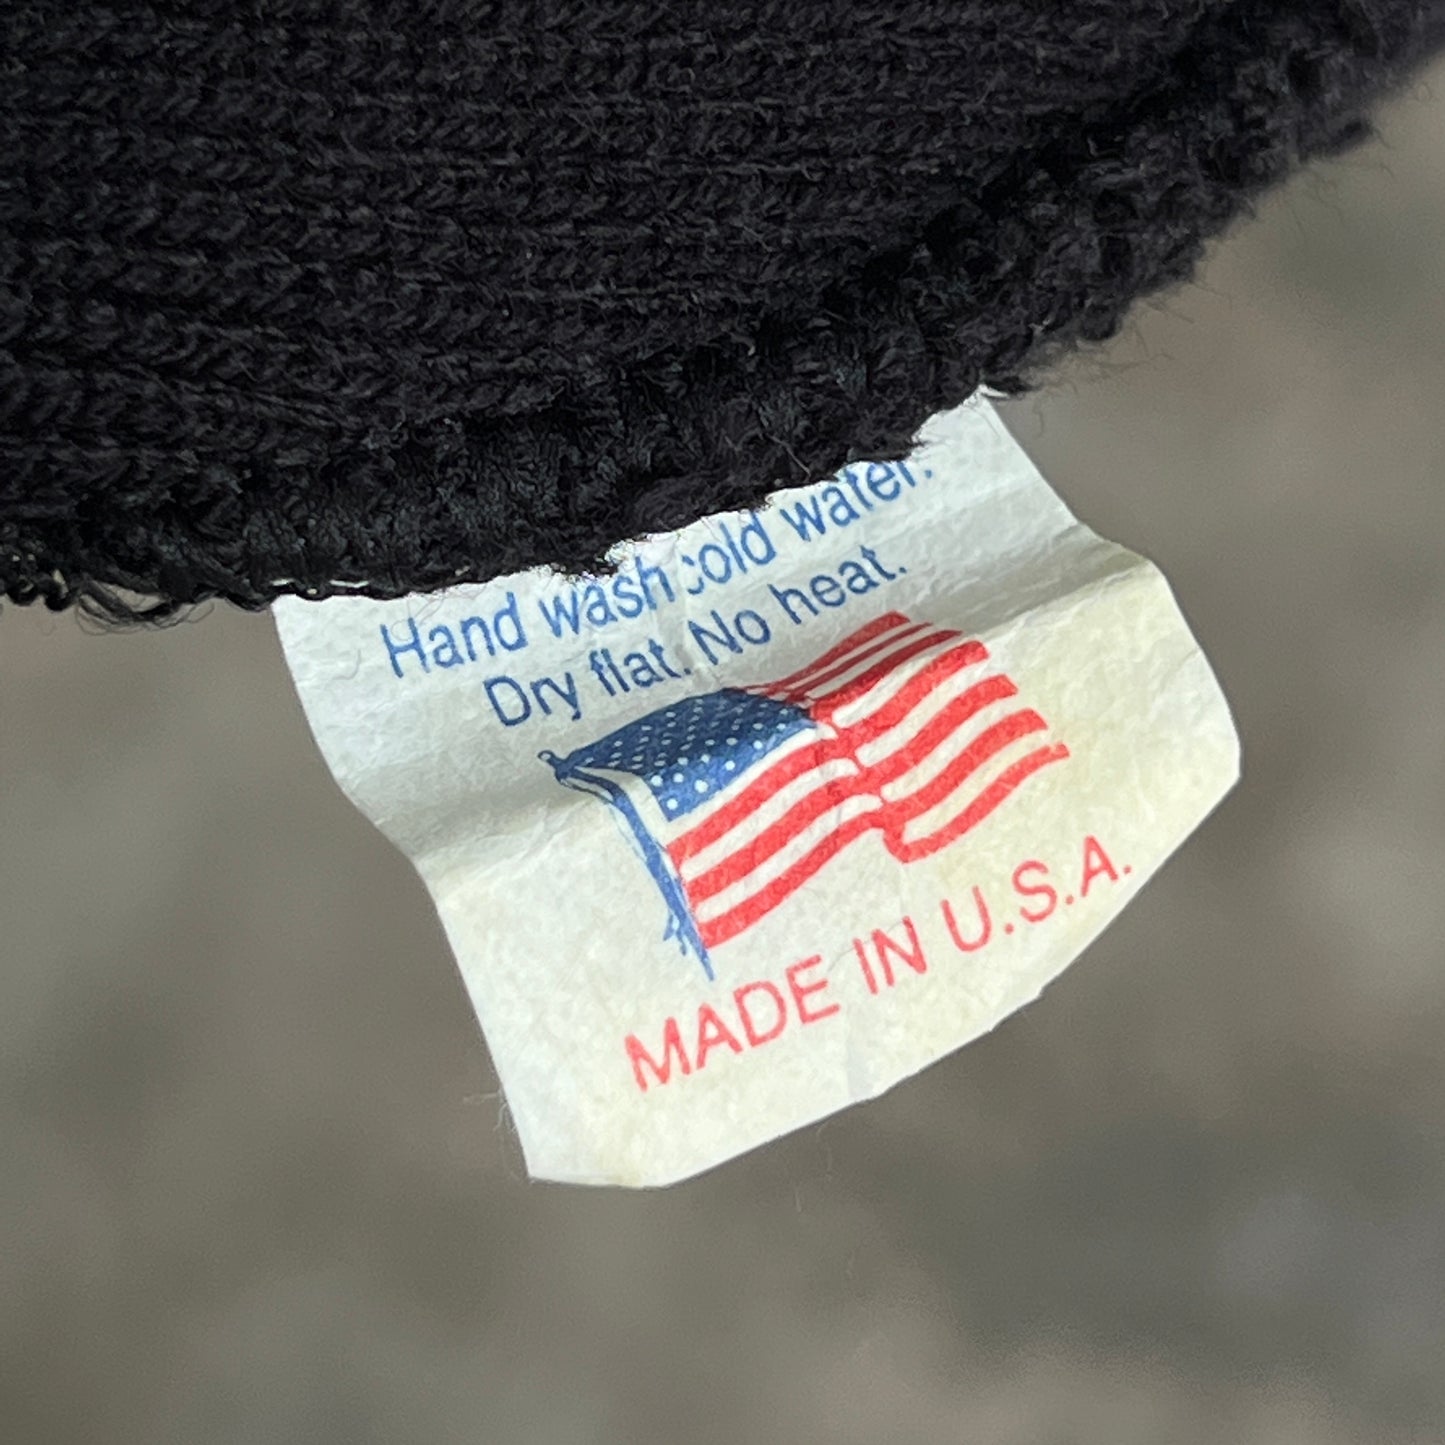 Hand wash cold water.
Dry flat. No heat.
MADE IN U.S.A.